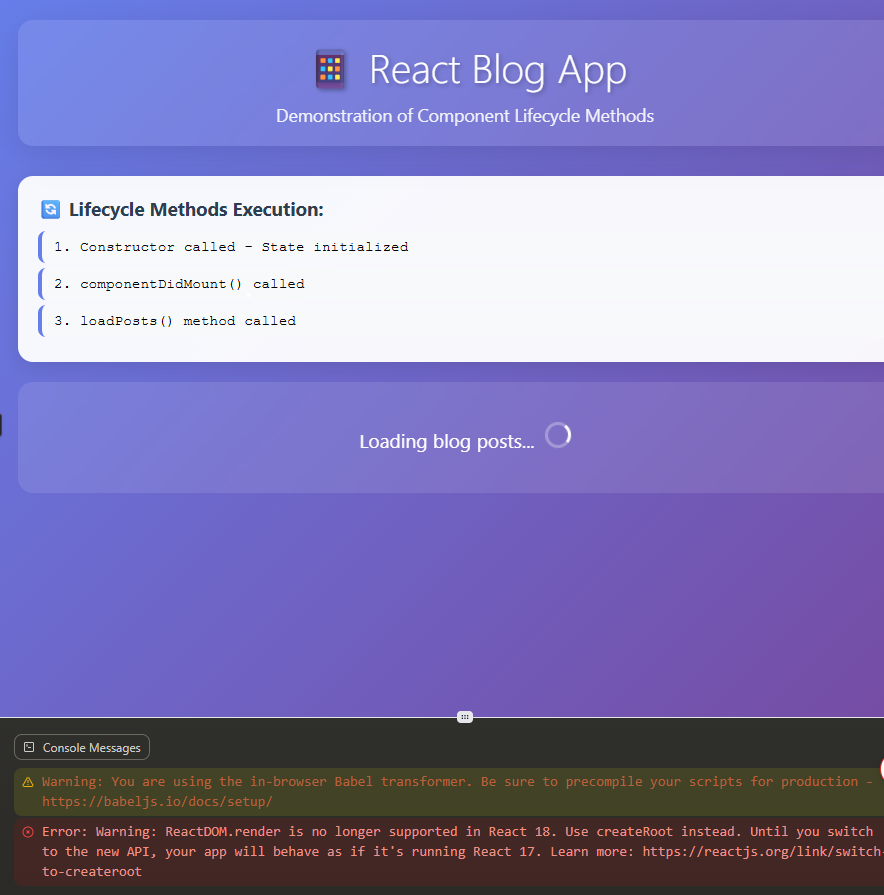 React Blog App
Demonstration of Component Lifecycle Methods
Lifecycle Methods Execution:
1. Constructor called - State initialized
2. componentDidMount() called
3. loadPosts() method called
Loading blog posts...
Console Messages
Warning: You are using the in-browser Babel transformer. Be sure to precompile your scripts for production -
https://babeljs.io/docs/setup/
Error: Warning: ReactDOM.render is no longer supported in React 18. Use createRoot instead. Until you switch
to the new API, your app will behave as if it's running React 17. Learn more: https://reactjs.org/link/switch-
to-createroot